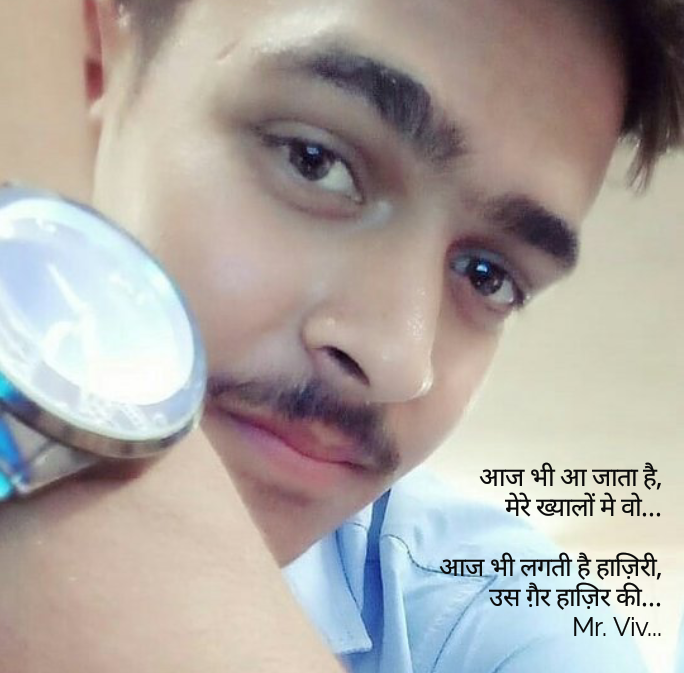 आज भी आ जाता है,
मेरे ख्यालों मे वो...
आज भी लगती है हाज़िरी,
उस ग़ैर हाज़िर की...
Mr. Viv...